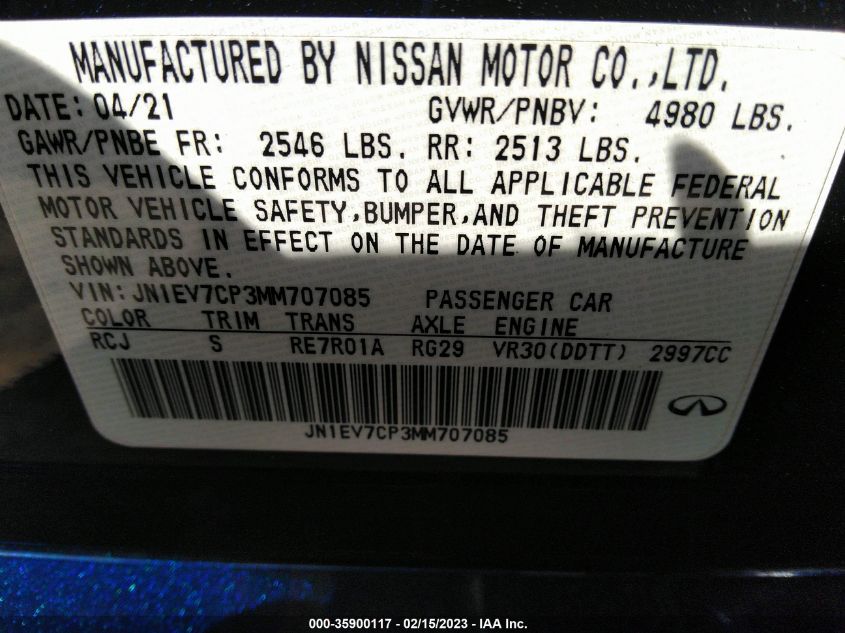 MANUFACTURED BY NISSAN MOTOR CO.,LTD.
DATE: 04/21 GVWR/PNBV: 4980 LBS.
GAWR/PNBE FR: 2546 LBS. RR: 2513 LBS.
THIS VEHICLE CONFORMS TO ALL APPLICABLE FEDERAL
MOTOR VEHICLE SAFETY,BUMPER,AND THEFT PREVENTION
STANDARDS IN EFFECT ON THE DATE OF MANUFACTURE
SHOWN ABOVE.
VIN:JN1EV7CP3MM707085 PASSENGER CAR
COLOR TRIM TRANS AXLE ENGINE
RCJ S RE7R01A RG29 VR30(DDTT) 2997CC
JN1EV7CP3MM707085
000-35900117 - 02/15/2023 - IAA Inc.